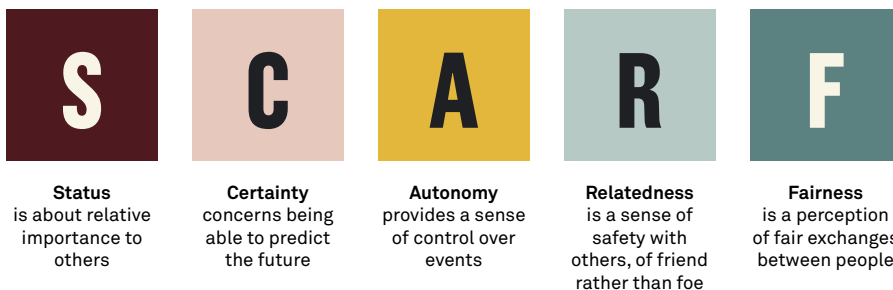 S
C
A
R
F
Status
is about relative
importance to
others
Certainty
concerns being
able to predict
the future
Autonomy
provides a sense
of control over
events
Relatedness
is a sense of
safety with
others, of friend
rather than foe
Fairness
is a perception
of fair exchanges
between people